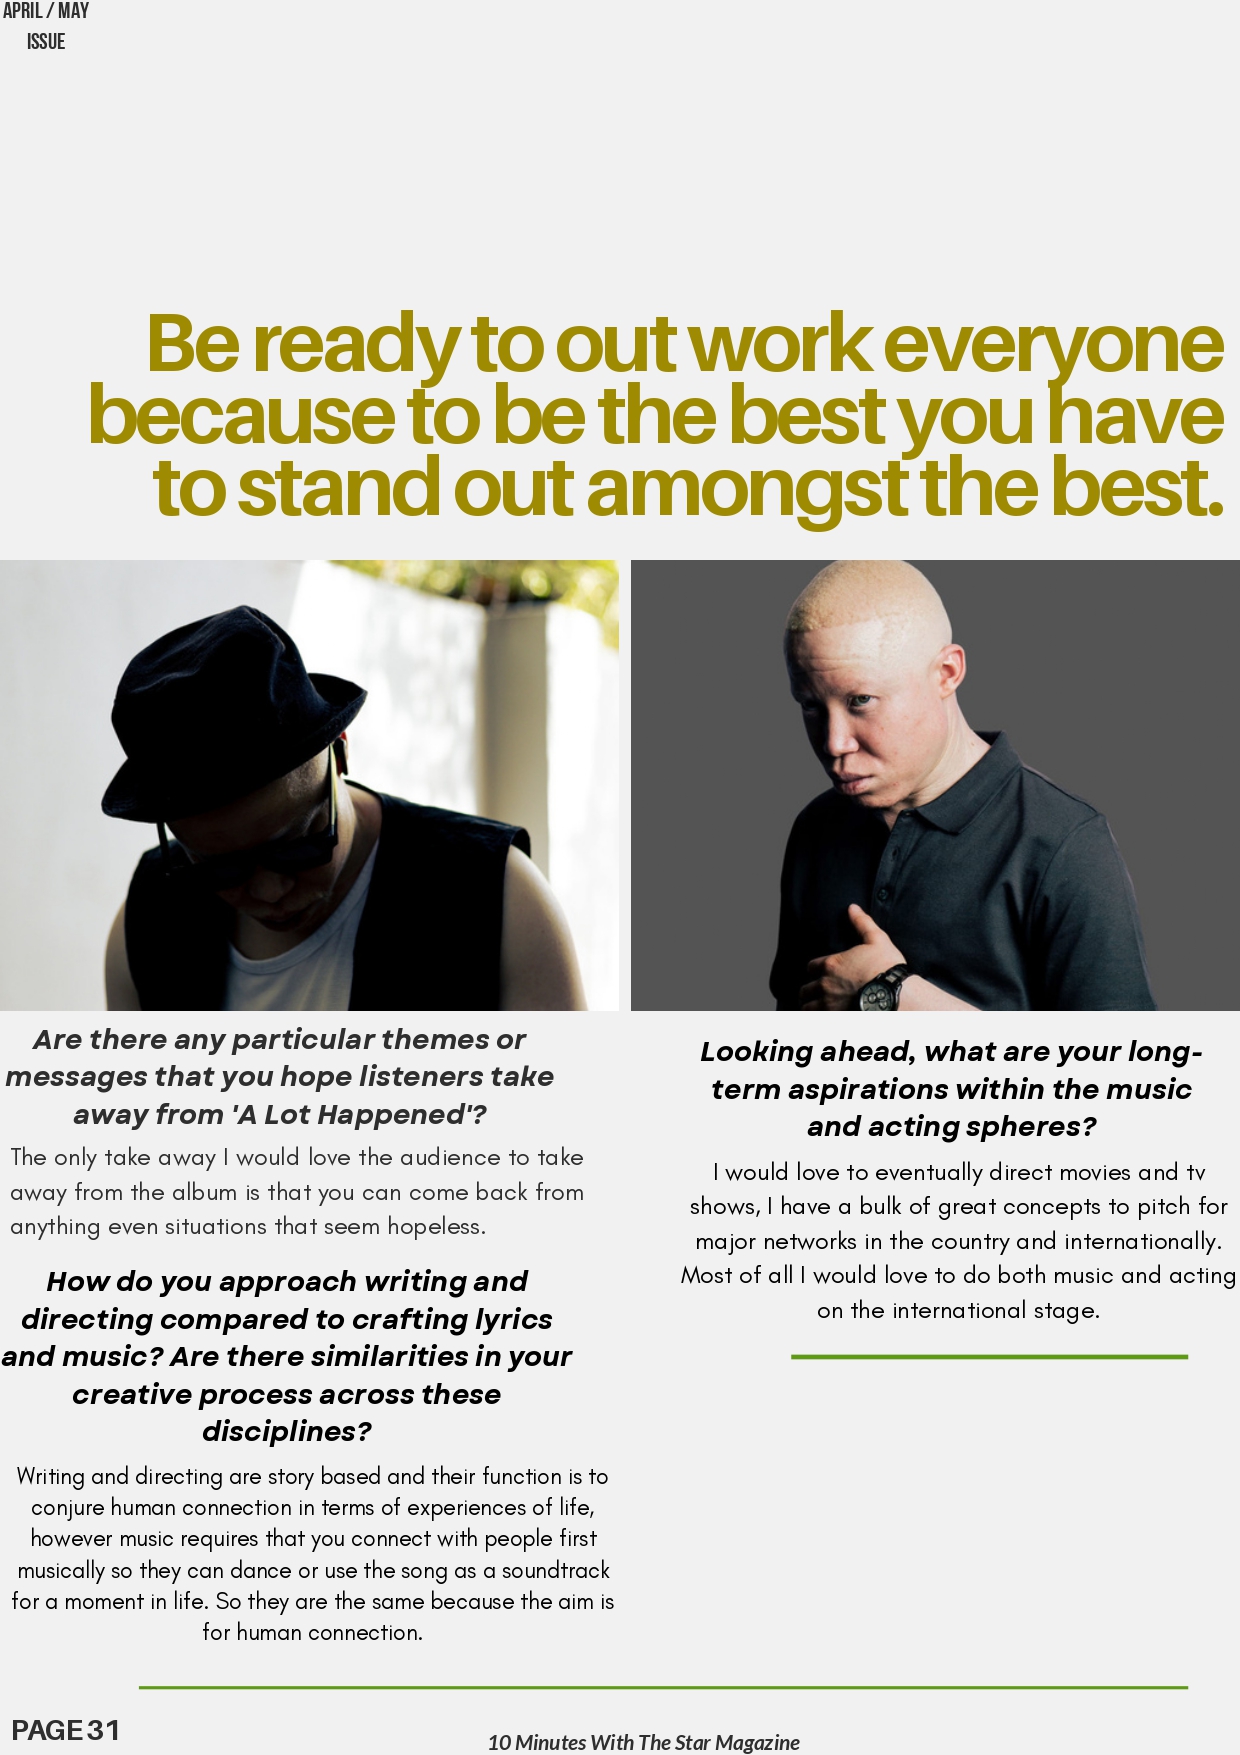 APRIL / MAY
ISSUE
Be ready to out work everyone
because to be the best you have
to stand out amongst the best.
Are there any particular themes or
messages that you hope listeners take
away from 'A Lot Happened'?
The only take away I would love the audience to take
away from the album is that you can come back from
anything even situations that seem hopeless.
How do you approach writing and
directing compared to crafting lyrics
and music? Are there similarities in your
creative process across these
disciplines?
Writing and directing are story based and their function is to
conjure human connection in terms of experiences of life,
however music requires that you connect with people first
musically so they can dance or use the song as a soundtrack
for a moment in life. So they are the same because the aim is
for human connection.
Looking ahead, what are your long-
term aspirations within the music
and acting spheres?
I would love to eventually direct movies and tv
shows, I have a bulk of great concepts to pitch for
major networks in the country and internationally.
Most of all I would love to do both music and acting
on the international stage.
PAGE 31
10 Minutes With The Star Magazine